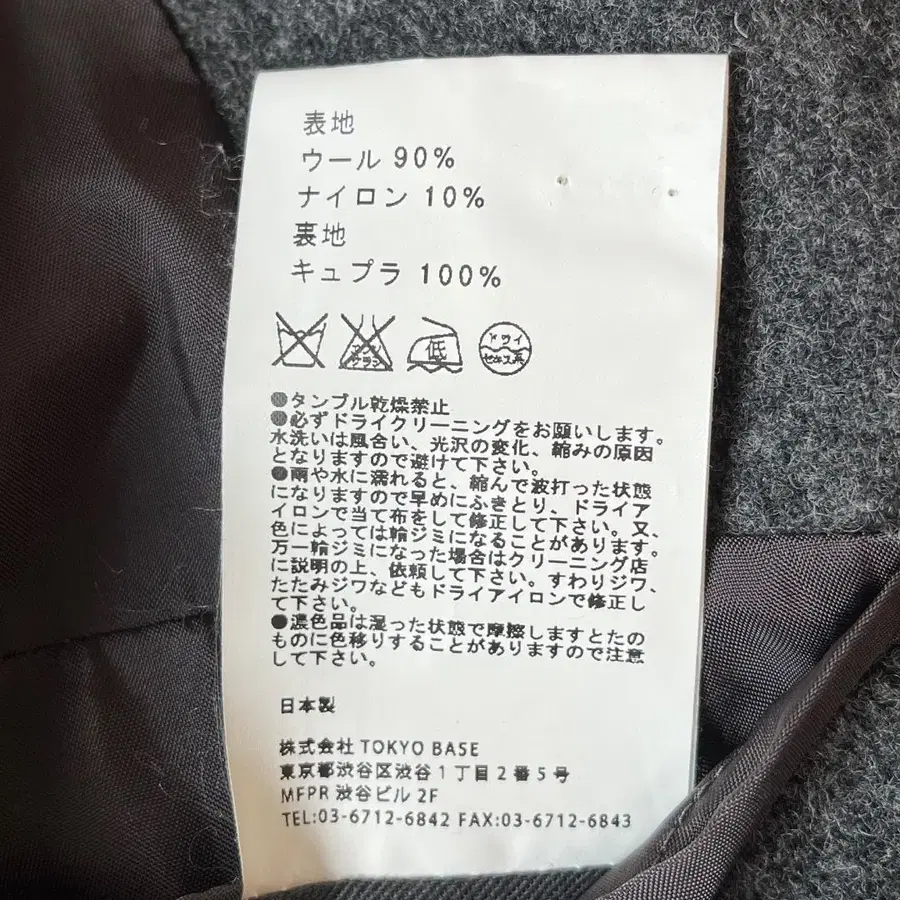 表地
ウール 90%
ナイロン 10%
裏地
キュプラ 100%
エンソ
サラシ
低
ドライ
セキユ系
●タンブル乾燥禁止
●必ずドライクリーニングをお願いします。
水洗いは風合い、光沢の変化、縮みの原因
となりますので避けて下さい。
●雨や水に濡れると、縮んで波打った状態
になりますので早めにふきとり、ドライア
イロンで当て布をして修正して下さい。又、
色によっては輪ジミになることがあります。
万一輪ジミになった場合はクリーニング店
に説明の上、依頼して下さい。すわりジワ、
たたみジワなどもドライアイロンで修正し
て下さい。
●濃色品は湿った状態で摩擦しますとたの
ものに色移りすることがありますので注意
して下さい。
日本製
株式会社 TOKYO BASE
東京都渋谷区渋谷1丁目2番5号
MFPR 渋谷ビル 2F
TEL:03-6712-6842 FAX:03-6712-6843